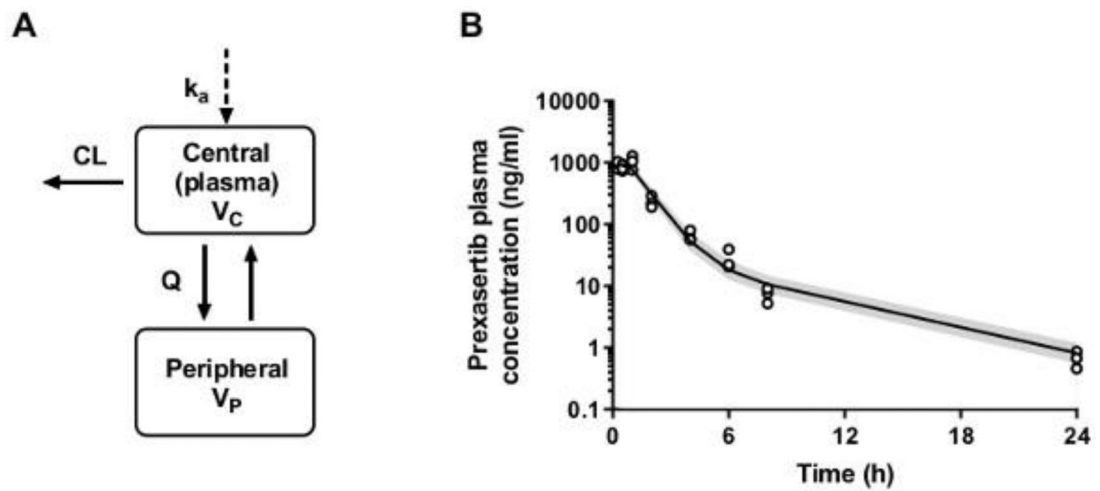 A
k_a
CL
Central
(plasma)
V_C
Q
Peripheral
V_P
B
Prexasertib plasma
concentration (ng/ml)
10000
1000
100
10
1
0.1
0
6
12
18
24
Time (h)